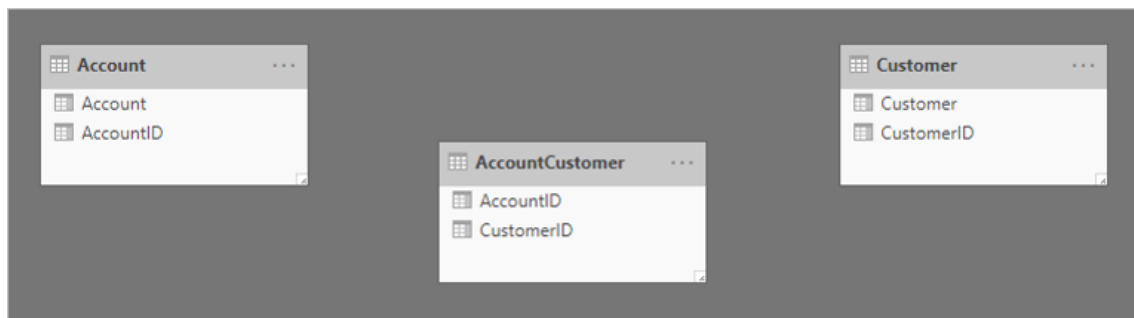 Account
Account
AccountID
AccountCustomer
AccountID
CustomerID
Customer
Customer
CustomerID